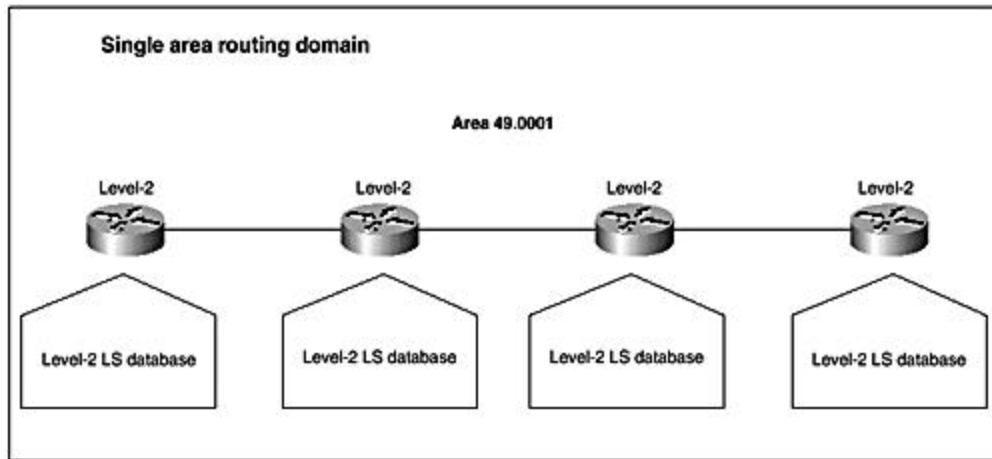 Single area routing domain
Area 49.0001
Level-2
Level-2
Level-2
Level-2
Level-2 LS database
Level-2 LS database
Level-2 LS database
Level-2 LS database